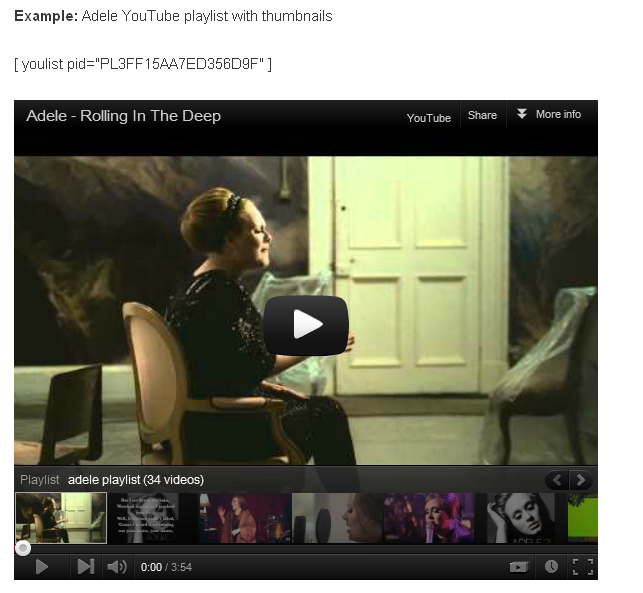 Example: Adele YouTube playlist with thumbnails
[ youlist pid="PL3FF15AA7ED356D9F" ]
Adele - Rolling In The Deep
YouTube
Share
More info
Playlist adele playlist (34 videos)
0:00 / 3:54